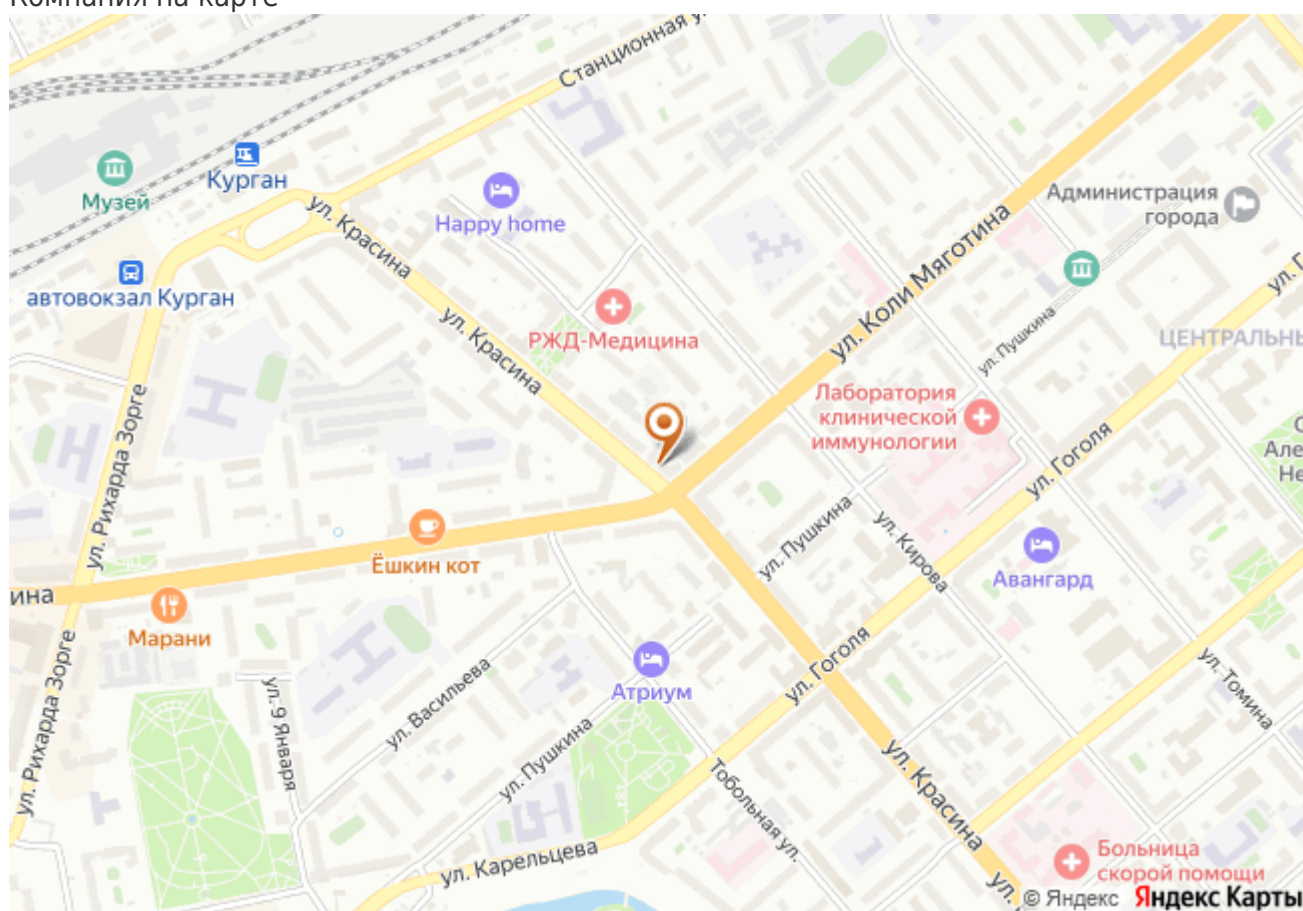 Компания на карте
Станционная у
Музей
Курган
автовокзал Курган
ул. Красина
Happy home
Администрация
города
ул. Коли Мяготина
ул. Г
ул. Красина
РЖД-Медицина
ул. Пушкина
ЦЕНТРАЛЬНЫ
ул. Рихарда Зорге
Лаборатория
клинической
иммунологии
С
Але
Не
ул. Гоголя
Ёшкин кот
ул. Пушкина
ул. Кирова
Авангард
ина
Марани
ул. Рихарда Зорге
ул. 9 Января
ул. Васильева
Атриум
ул. Гоголя
ул. Томина
ул. Пушкина
Тобольная ул.
ул. Красина
ул. Карельцева
Больница
скорой помощи
ул.
© Яндекс Яндекс Карты